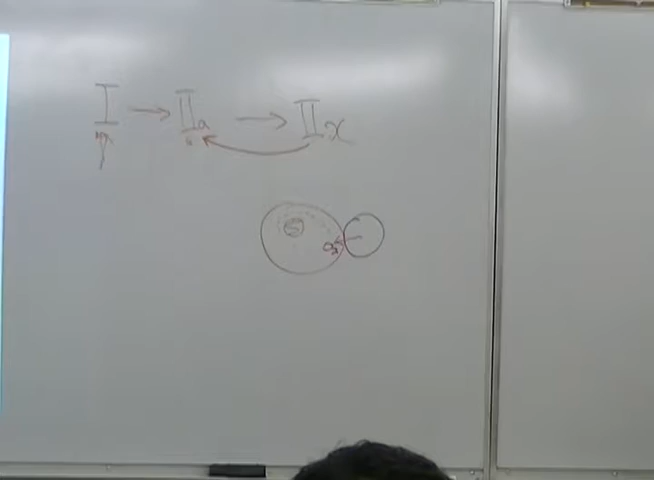 I → IIa → IIx